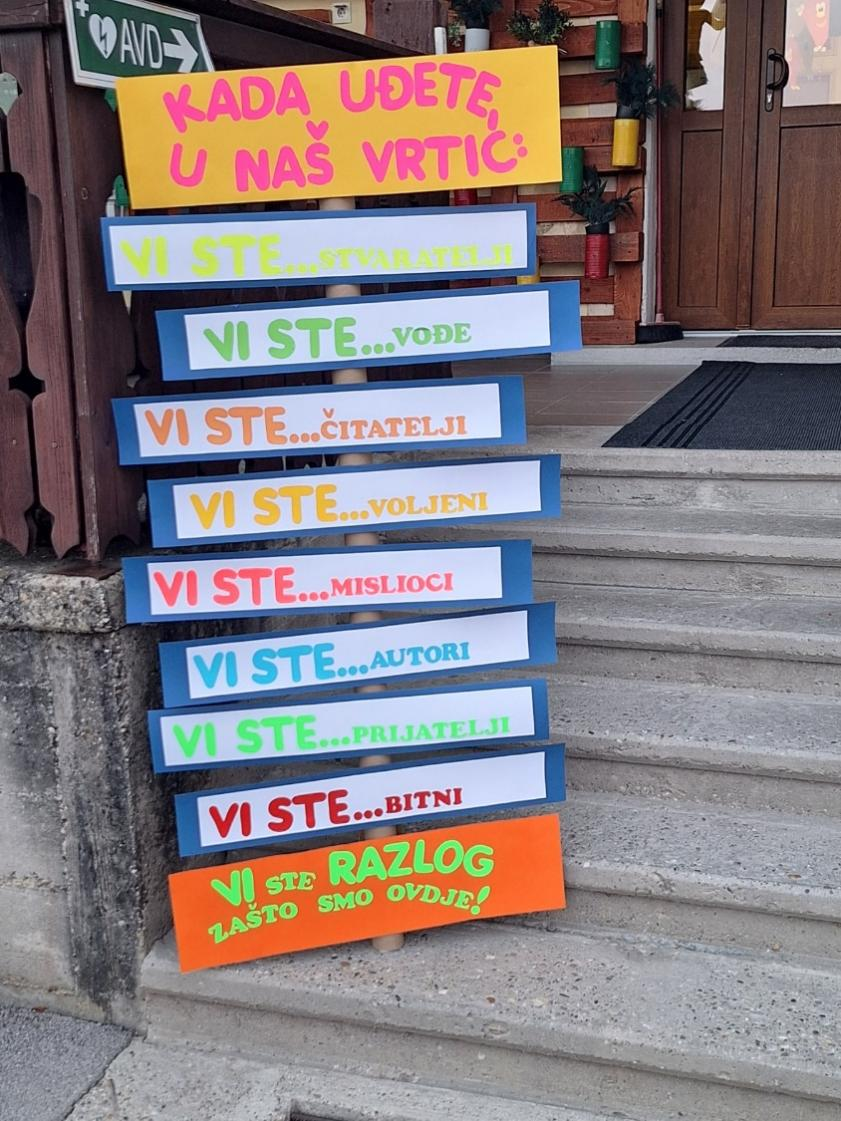 AVD
KADA UĐETE,
U NAŠ VRTIĆ:
VI STE...STVARATELJI
VI STE...VOĐE
VI STE...ČITATELJI
VI STE...VOLJENI
VI STE...MISLIOCI
VI STE...AUTORI
VI STE...PRIJATELJI
VI STE...BITNI
VI STE RAZLOG
ZAŠTO SMO OVDJE!